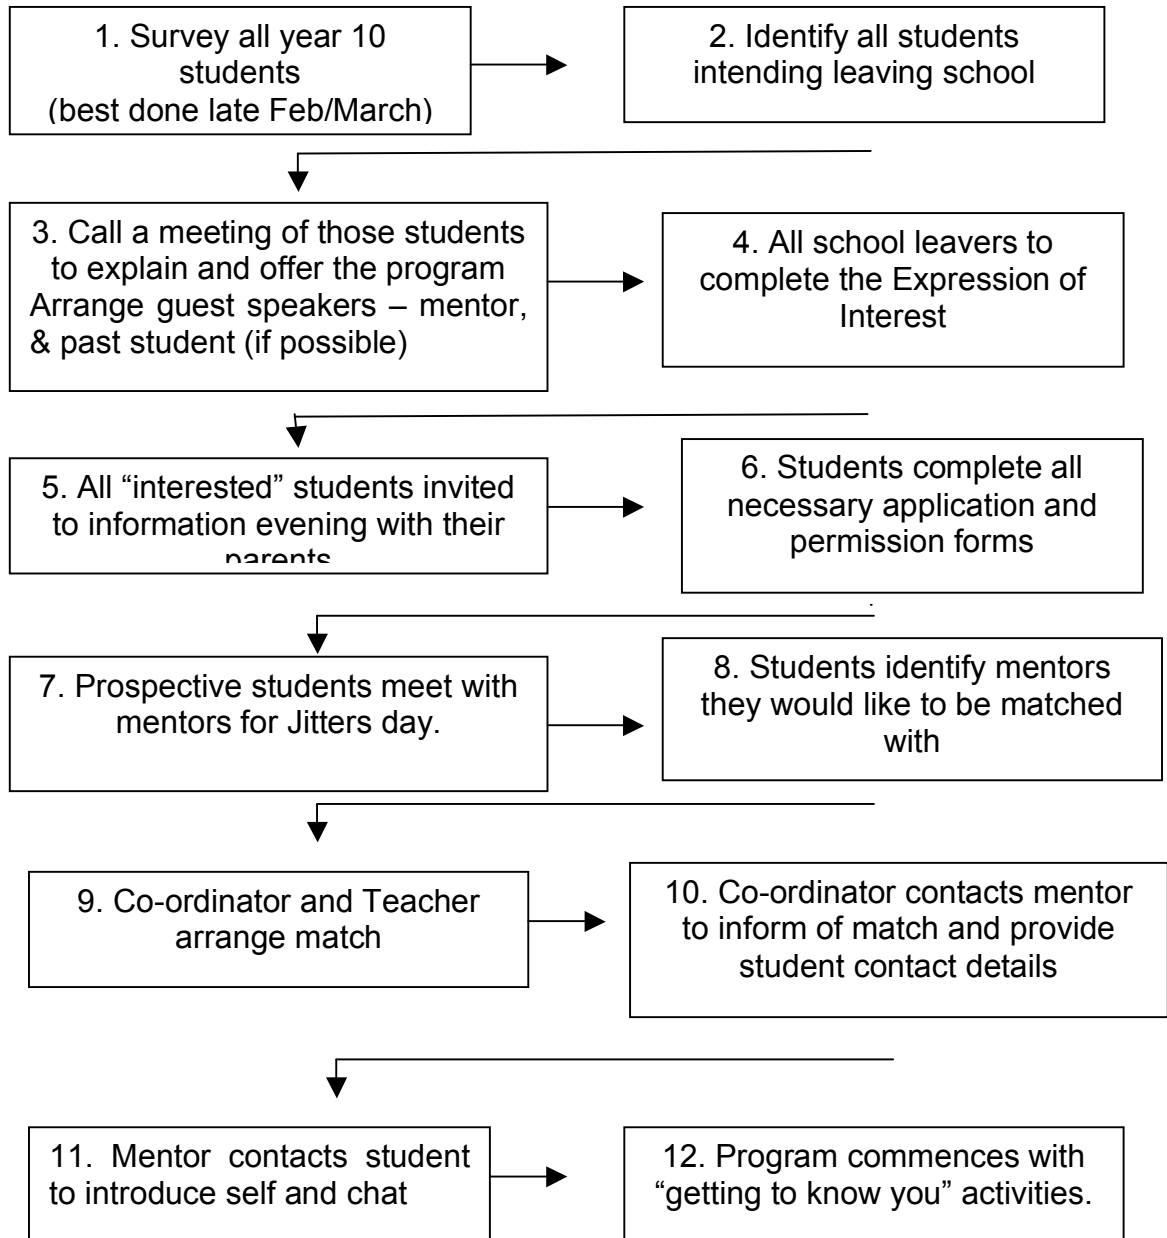 1. Survey all year 10
students
(best done late Feb/March)
2. Identify all students
intending leaving school
3. Call a meeting of those students
to explain and offer the program
Arrange guest speakers – mentor,
& past student (if possible)
4. All school leavers to
complete the Expression of
Interest
5. All “interested” students invited
to information evening with their
parents
6. Students complete all
necessary application and
permission forms
7. Prospective students meet with
mentors for Jitters day.
8. Students identify mentors
they would like to be matched
with
9. Co-ordinator and Teacher
arrange match
10. Co-ordinator contacts mentor
to inform of match and provide
student contact details
11. Mentor contacts student
to introduce self and chat
12. Program commences with
“getting to know you” activities.